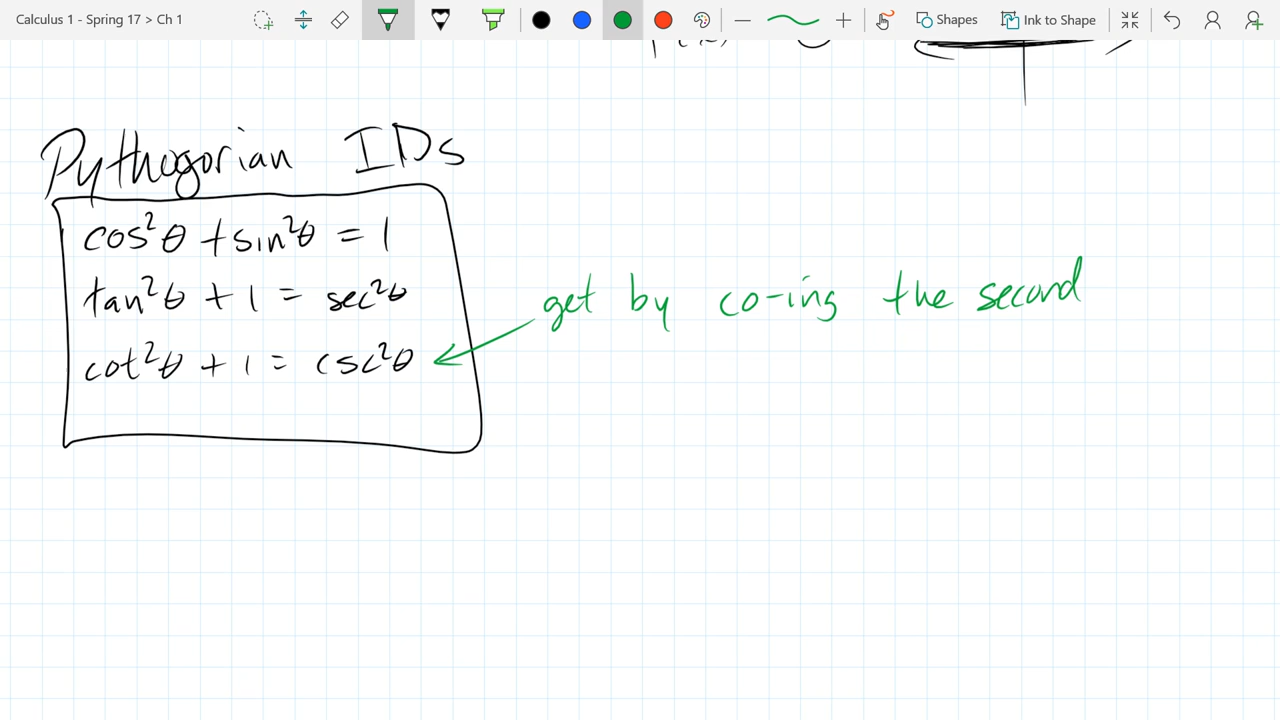 Calculus 1 - Spring 17 > Ch 1
Shapes
Ink to Shape
Pythagorian IDs
cos²θ + sin²θ = 1
tan²θ + 1 = sec²θ
get by co-ing the second
cot²θ + 1 = csc²θ